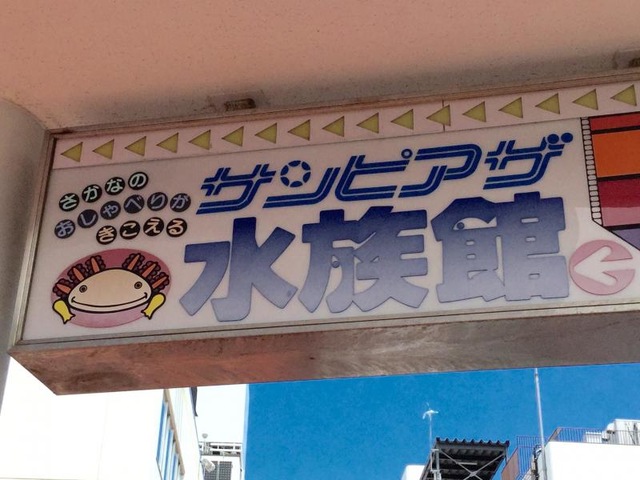 さかなの
おしゃべりが
きこえる
サンピアザ
水族館